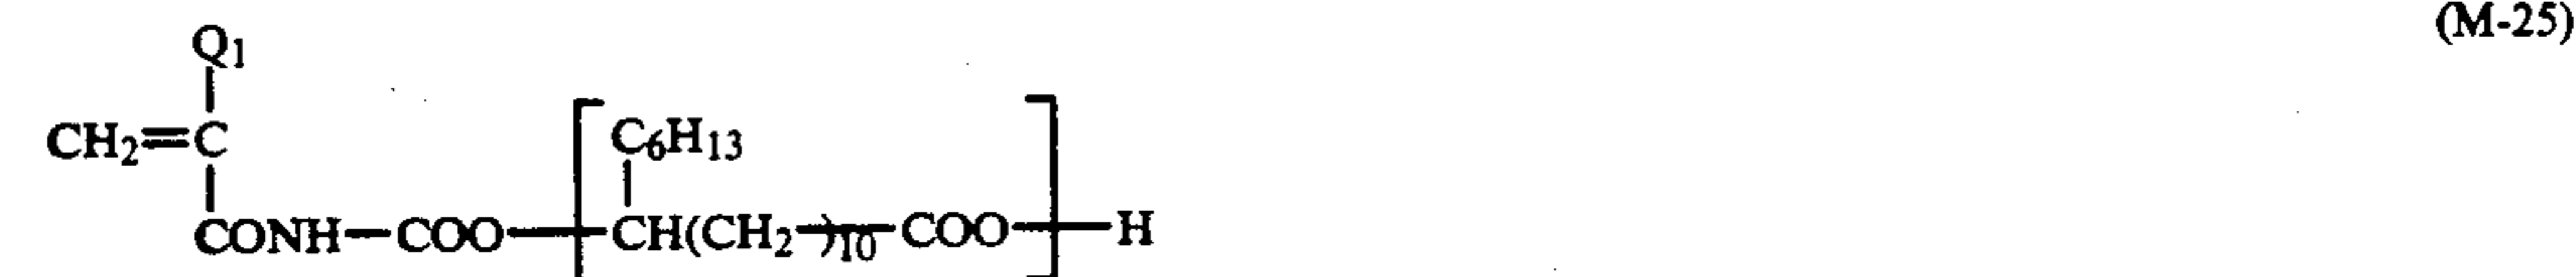 (M-25)
Q1
CH2=C
C6H13
CONH—COO—CH(CH2)10—COO—H